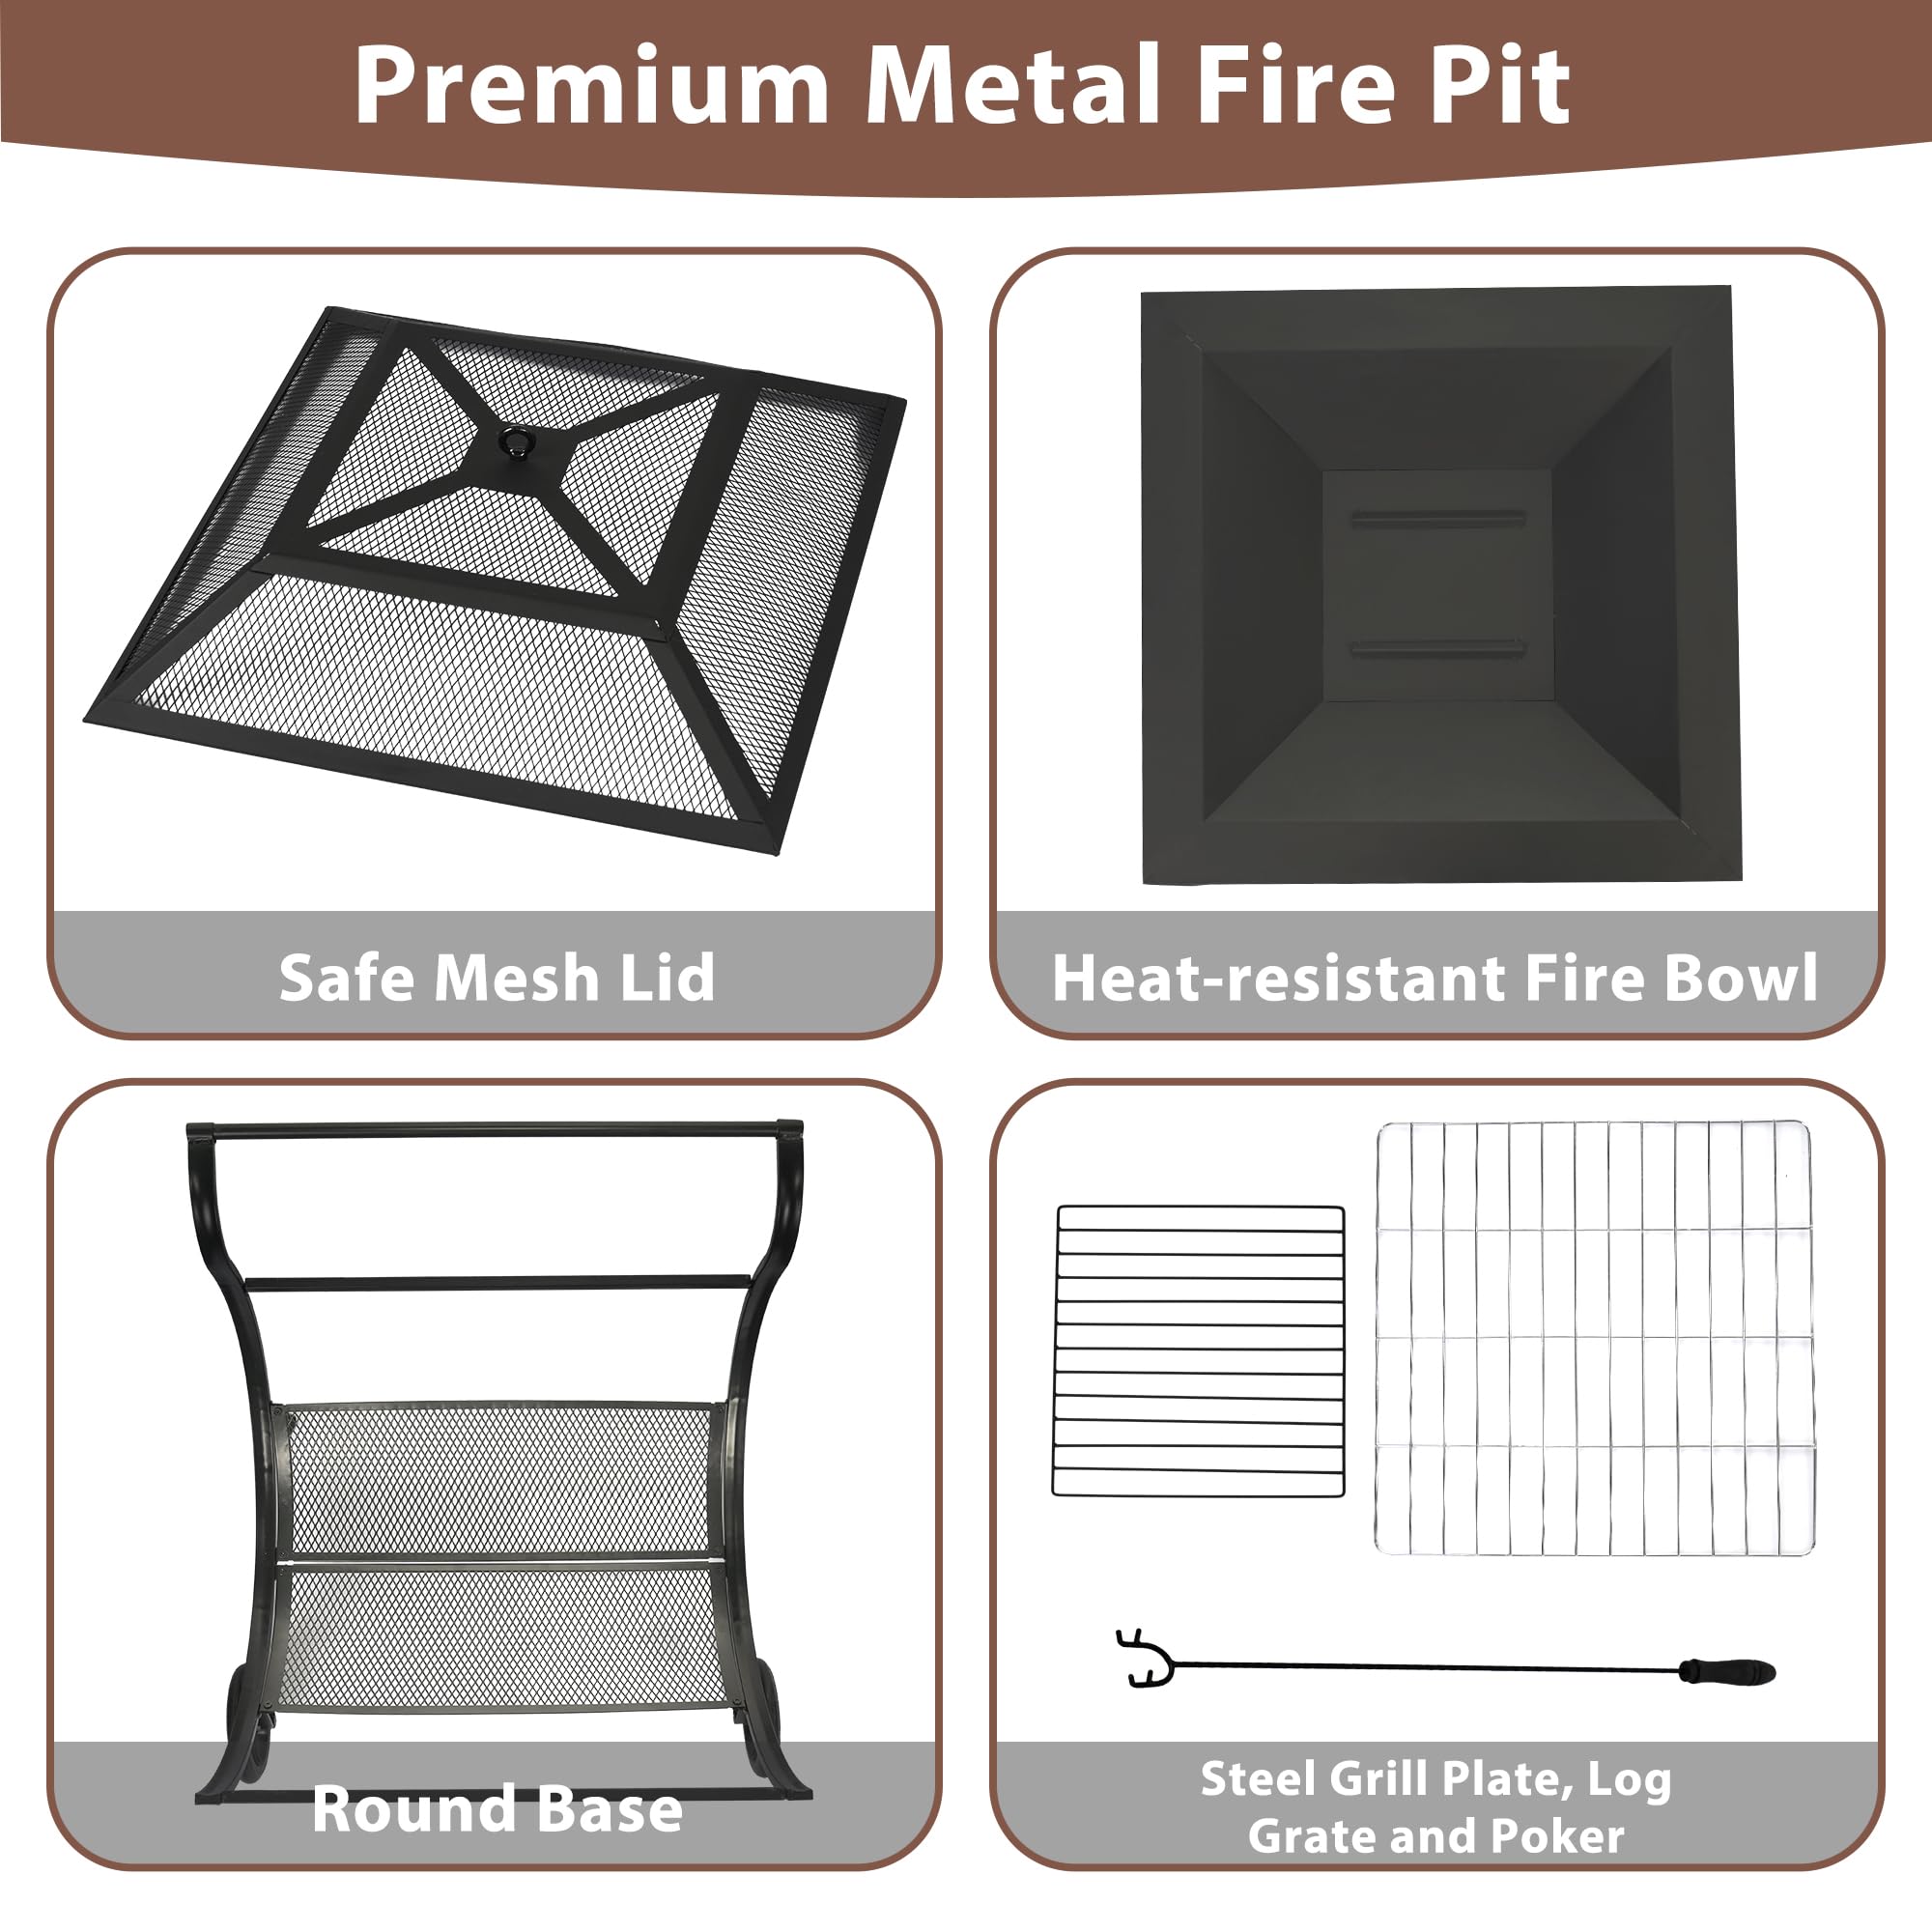 Premium Metal Fire Pit
Safe Mesh Lid
Heat-resistant Fire Bowl
Round Base
Steel Grill Plate, Log
Grate and Poker